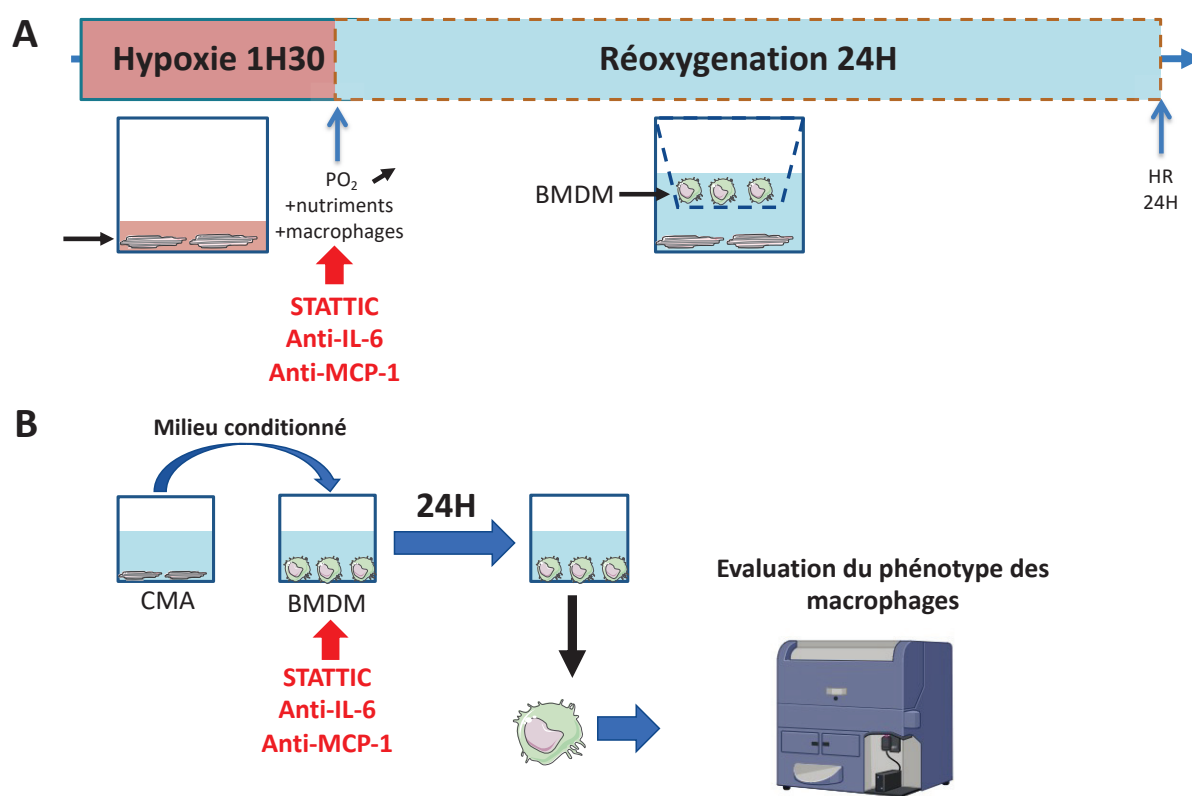 A
Hypoxie 1H30
Réoxygenation 24H
PO2
+nutriments
+macrophages
STATTIC
Anti-IL-6
Anti-MCP-1
BMDM
HR
24H
B
Milieu conditionné
24H
CMA
BMDM
STATTIC
Anti-IL-6
Anti-MCP-1
Evaluation du phénotype des
macrophages